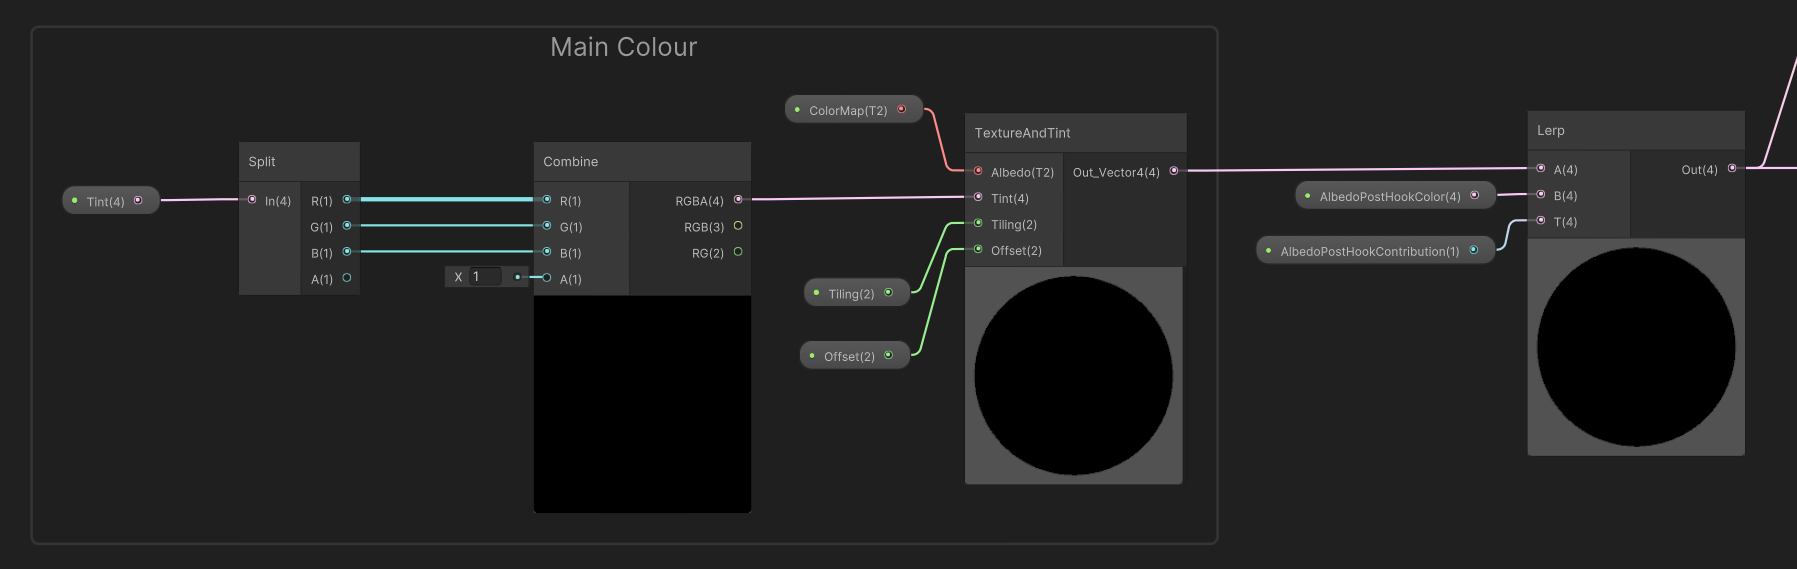 Main Colour
Tint(4)
Split
In(4)
R(1)
G(1)
B(1)
A(1)
X 1
Combine
R(1)
G(1)
B(1)
A(1)
RGBA(4)
RGB(3)
RG(2)
ColorMap(T2)
Tiling(2)
Offset(2)
TextureAndTint
Albedo(T2)
Tint(4)
Tiling(2)
Offset(2)
Out_Vector4(4)
AlbedoPostHookColor(4)
AlbedoPostHookContribution(1)
Lerp
A(4)
B(4)
T(4)
Out(4)